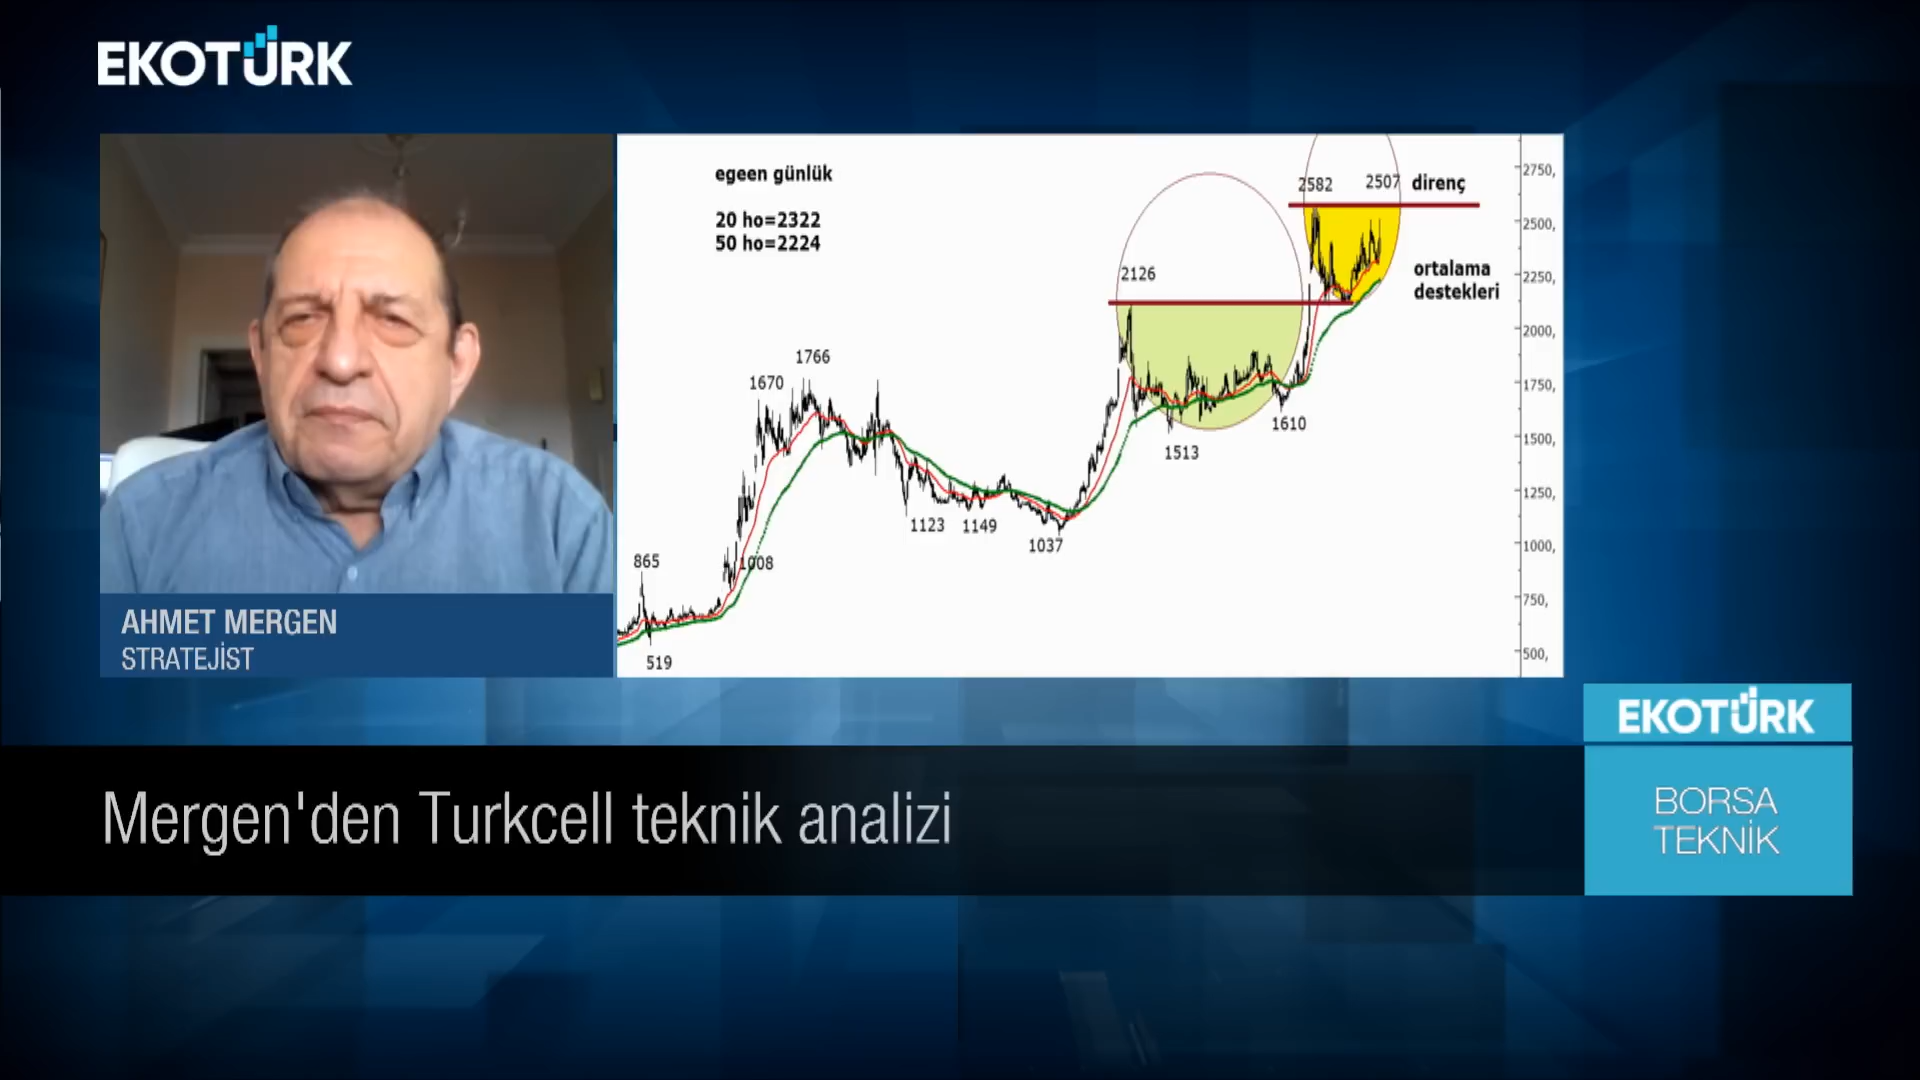 EKOTÜRK
egeen günlük
20 ho=2322
50 ho=2224
2582
2507
direnç
ortalama
destekleri
2126
1766
1670
1610
1513
1123
1149
1037
865
1008
519
2750,
2500,
2250,
2000,
1750,
1500,
1250,
1000,
750,
500,
AHMET MERGEN
STRATEJİST
EKOTÜRK
Mergen'den Turkcell teknik analizi
BORSA
TEKNİK